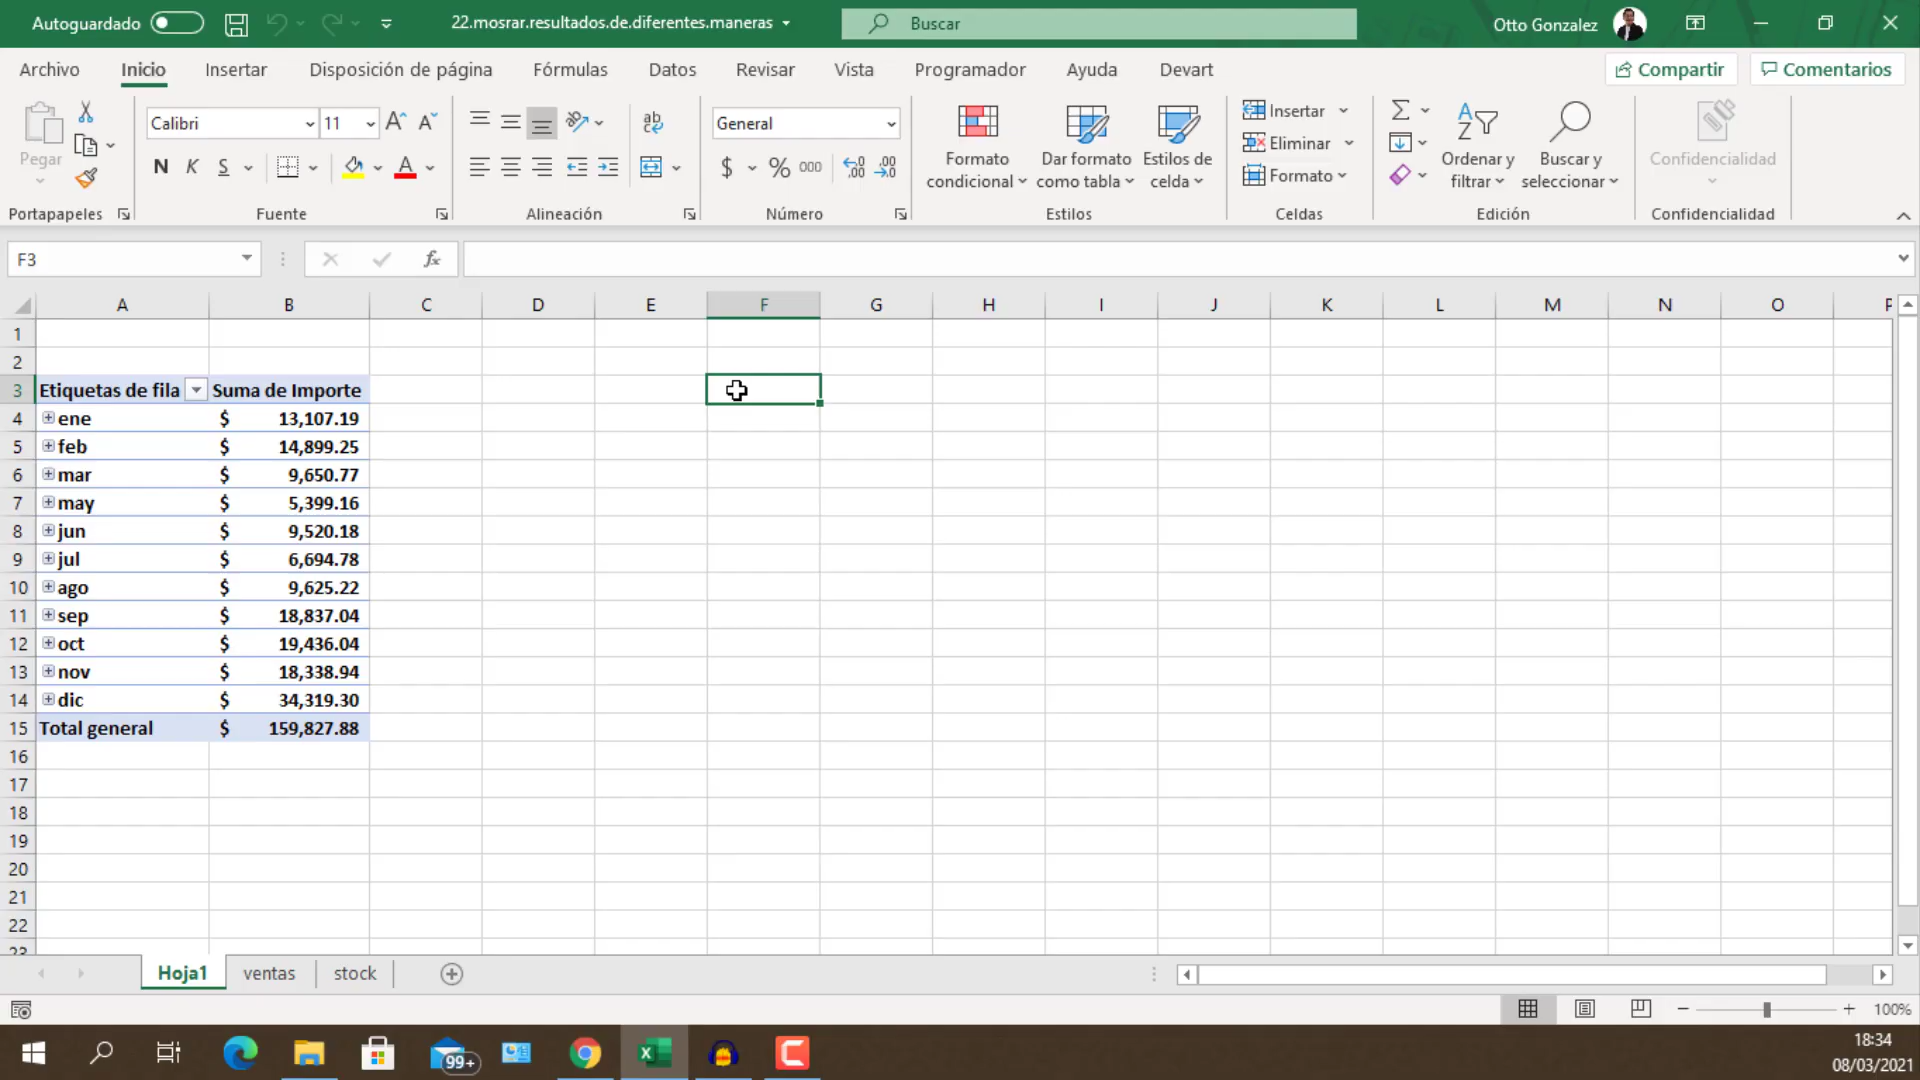 Autoguardado
22.mosrar.resultados.de.diferentes.maneras
Buscar
Otto Gonzalez
Archivo Inicio Insertar Disposición de página Fórmulas Datos Revisar Vista Programador Ayuda Devart
Compartir Comentarios
Pegar
Portapapeles
Calibri 11
N K S
Fuente
Alineación
General
$ % 000
Número
Formato condicional
Dar formato como tabla
Estilos de celda
Estilos
Insertar
Eliminar
Formato
Celdas
Ordenar y filtrar
Buscar y seleccionar
Edición
Confidencialidad
Confidencialidad
F3
fx
A B C D E F G H I J K L M N O P
1
2
3 Etiquetas de fila Suma de Importe
4 ene $ 13,107.19
5 feb $ 14,899.25
6 mar $ 9,650.77
7 may $ 5,399.16
8 jun $ 9,520.18
9 jul $ 6,694.78
10 ago $ 9,625.22
11 sep $ 18,837.04
12 oct $ 19,436.04
13 nov $ 18,338.94
14 dic $ 34,319.30
15 Total general $ 159,827.88
16
17
18
19
20
21
22
23
Hoja1 ventas stock
100%
99+
18:34
08/03/2021